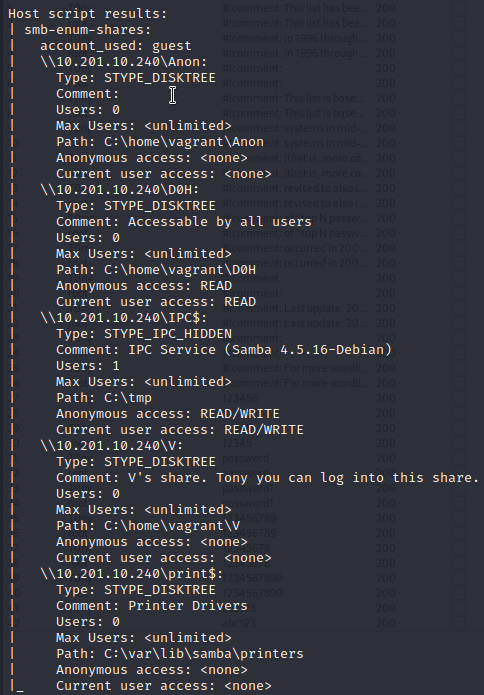 Host script results:
| smb-enum-shares:
|   account_used: guest
|   \\10.201.10.240\Anon:
|     Type: STYPE_DISKTREE
|     Comment:
|     Users: 0
|     Max Users: <unlimited>
|     Path: C:\home\vagrant\Anon
|     Anonymous access: <none>
|     Current user access: <none>
|   \\10.201.10.240\D0H:
|     Type: STYPE_DISKTREE
|     Comment: Accessable by all users
|     Users: 0
|     Max Users: <unlimited>
|     Path: C:\home\vagrant\D0H
|     Anonymous access: READ
|     Current user access: READ
|   \\10.201.10.240\IPC$:
|     Type: STYPE_IPC_HIDDEN
|     Comment: IPC Service (Samba 4.5.16-Debian)
|     Users: 1
|     Max Users: <unlimited>
|     Path: C:\tmp
|     Anonymous access: READ/WRITE
|     Current user access: READ/WRITE
|   \\10.201.10.240\V:
|     Type: STYPE_DISKTREE
|     Comment: V's share. Tony you can log into this share.
|     Users: 0
|     Max Users: <unlimited>
|     Path: C:\home\vagrant\V
|     Anonymous access: <none>
|     Current user access: <none>
|   \\10.201.10.240\print$:
|     Type: STYPE_DISKTREE
|     Comment: Printer Drivers
|     Users: 0
|     Max Users: <unlimited>
|     Path: C:\var\lib\samba\printers
|     Anonymous access: <none>
|_    Current user access: <none>